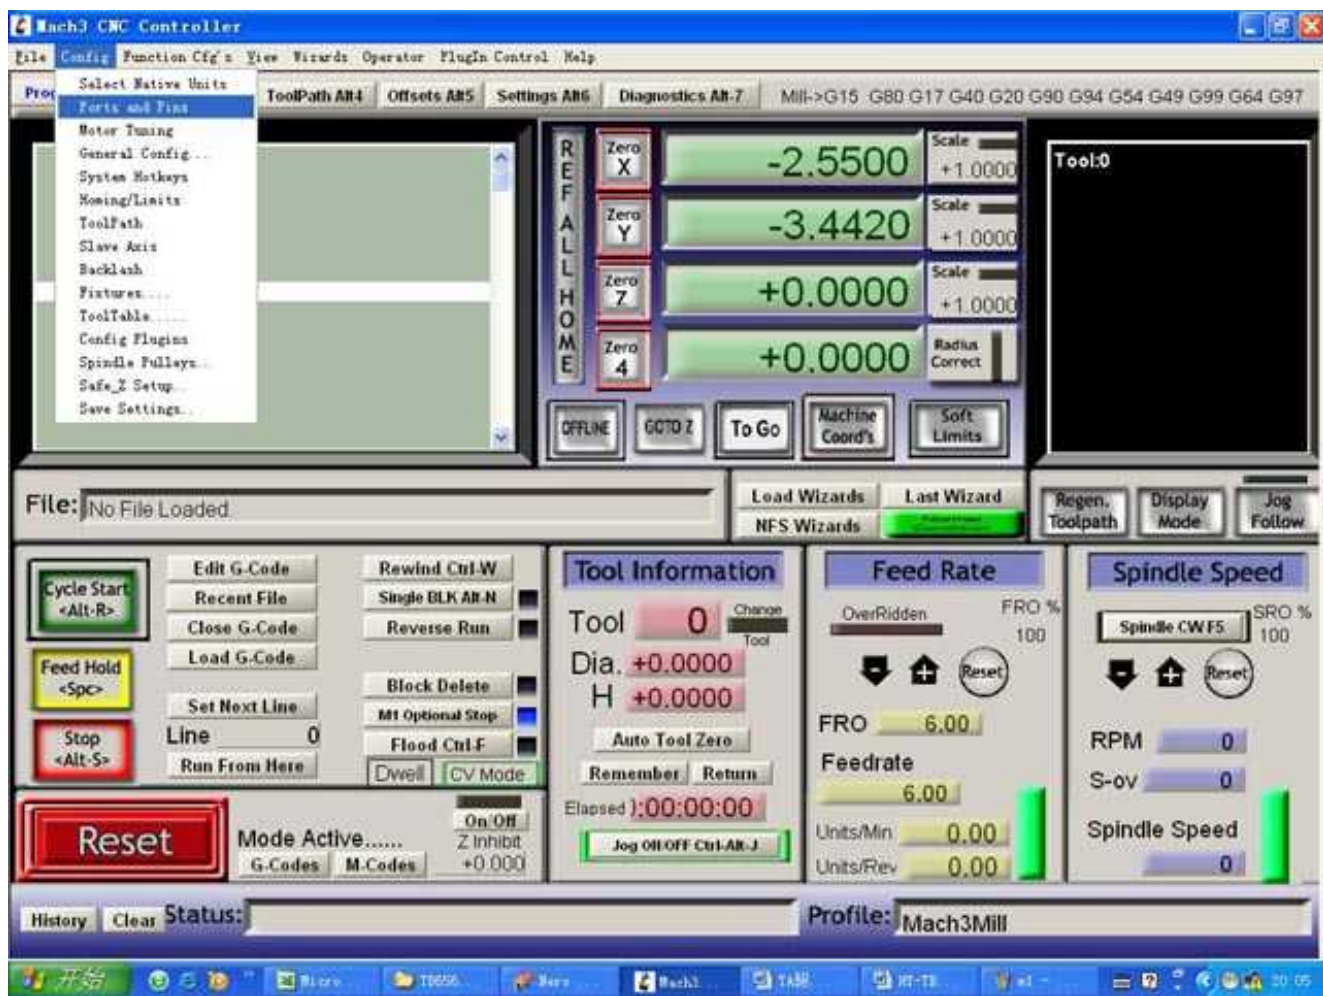 Mach3 CNC Controller
File Config Function Cfg's View Wizards Operator PlugIn Control Help
Select Native Units
Ports and Pins
Motor Tuning
General Config...
System Hotkeys
Homing/Limits
ToolPath
Slave Axis
Backlash
Fixtures....
ToolTable......
Config Plugins
Spindle Pulleys..
Safe_Z Setup..
Save Settings..
ToolPath Alt4 Offsets Alt5 Settings Alt6 Diagnostics Alt-7 Mill->G15 G80 G17 G40 G20 G90 G94 G54 G49 G99 G64 G97
REF ALL HOME
Zero X -2.5500 Scale +1.0000
Zero Y -3.4420 Scale +1.0000
Zero Z +0.0000 Scale +1.0000
Zero 4 +0.0000 Radius Correct
OFFLINE GOTO Z To Go Machine Coord's Soft Limits
Tool:0
File: No File Loaded.
Load Wizards Last Wizard
NFS Wizards
Regen. Toolpath Display Mode Jog Follow
Cycle Start <Alt-R>
Feed Hold <Spc>
Stop <Alt-S>
Edit G-Code
Recent File
Close G-Code
Load G-Code
Set Next Line
Line 0
Run From Here
Rewind Ctrl-W
Single BLK Alt-N
Reverse Run
Block Delete
M1 Optional Stop
Flood Ctrl-F
Dwell CV Mode
Reset
Mode Active......
G-Codes M-Codes
On/Off
Z Inhibit
+0.000
Tool Information
Tool 0 Change Tool
Dia. +0.0000
H +0.0000
Auto Tool Zero
Remember Return
Elapsed ):00:00:00
Jog ON/OFF Ctrl-Alt-J
Feed Rate
OverRidden FRO %
100
Reset
FRO 6.00
Feedrate
6.00
Units/Min 0.00
Units/Rev 0.00
Spindle Speed
Spindle CW F5 SRO %
100
Reset
RPM 0
S-ov 0
Spindle Speed
0
History Clear Status: Profile: Mach3Mill
开始 Micro... Nero ... Mach3... 20:05